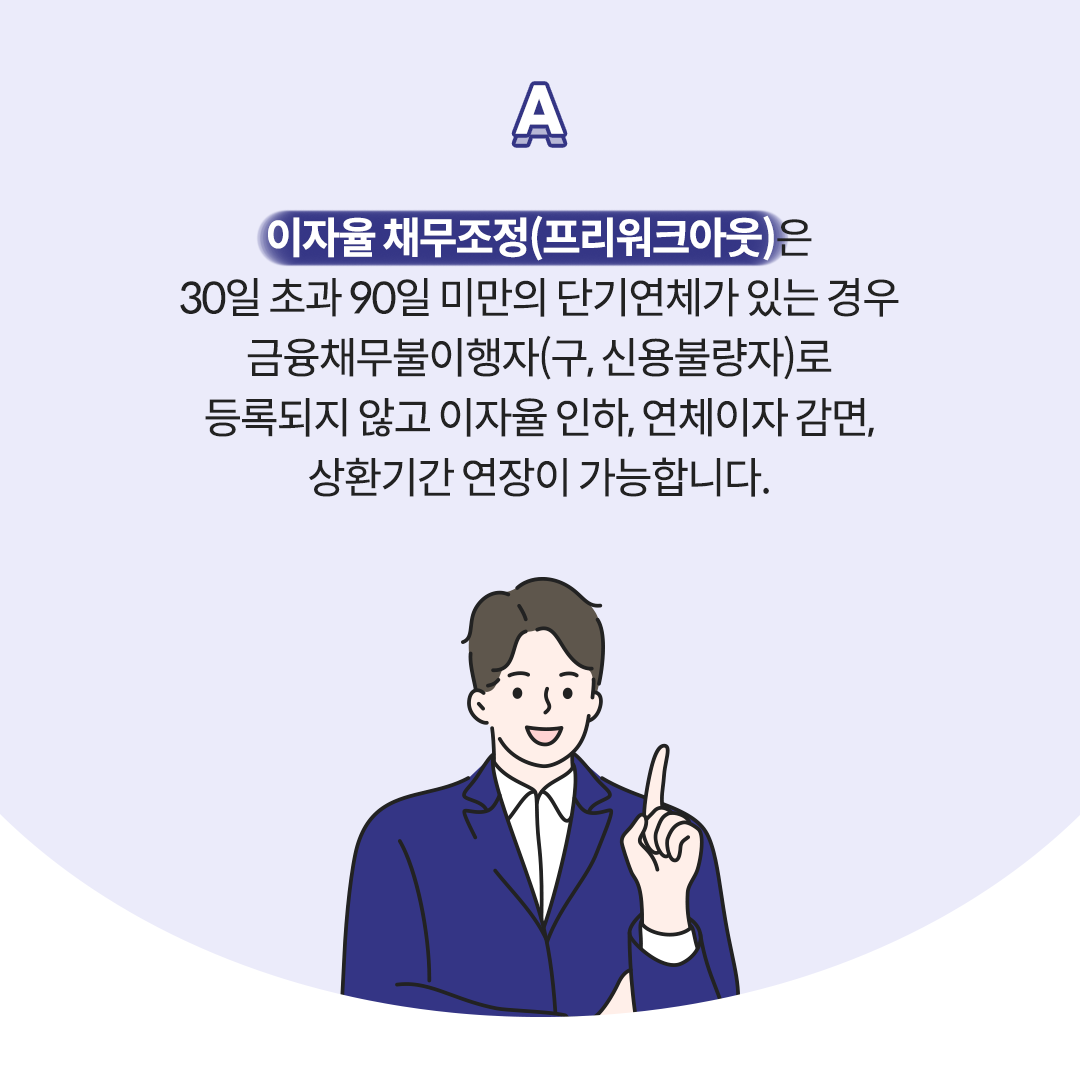 A
이자율 채무조정(프리워크아웃)은
30일 초과 90일 미만의 단기연체가 있는 경우
금융채무불이행자(구, 신용불량자)로
등록되지 않고 이자율 인하, 연체이자 감면,
상환기간 연장이 가능합니다.